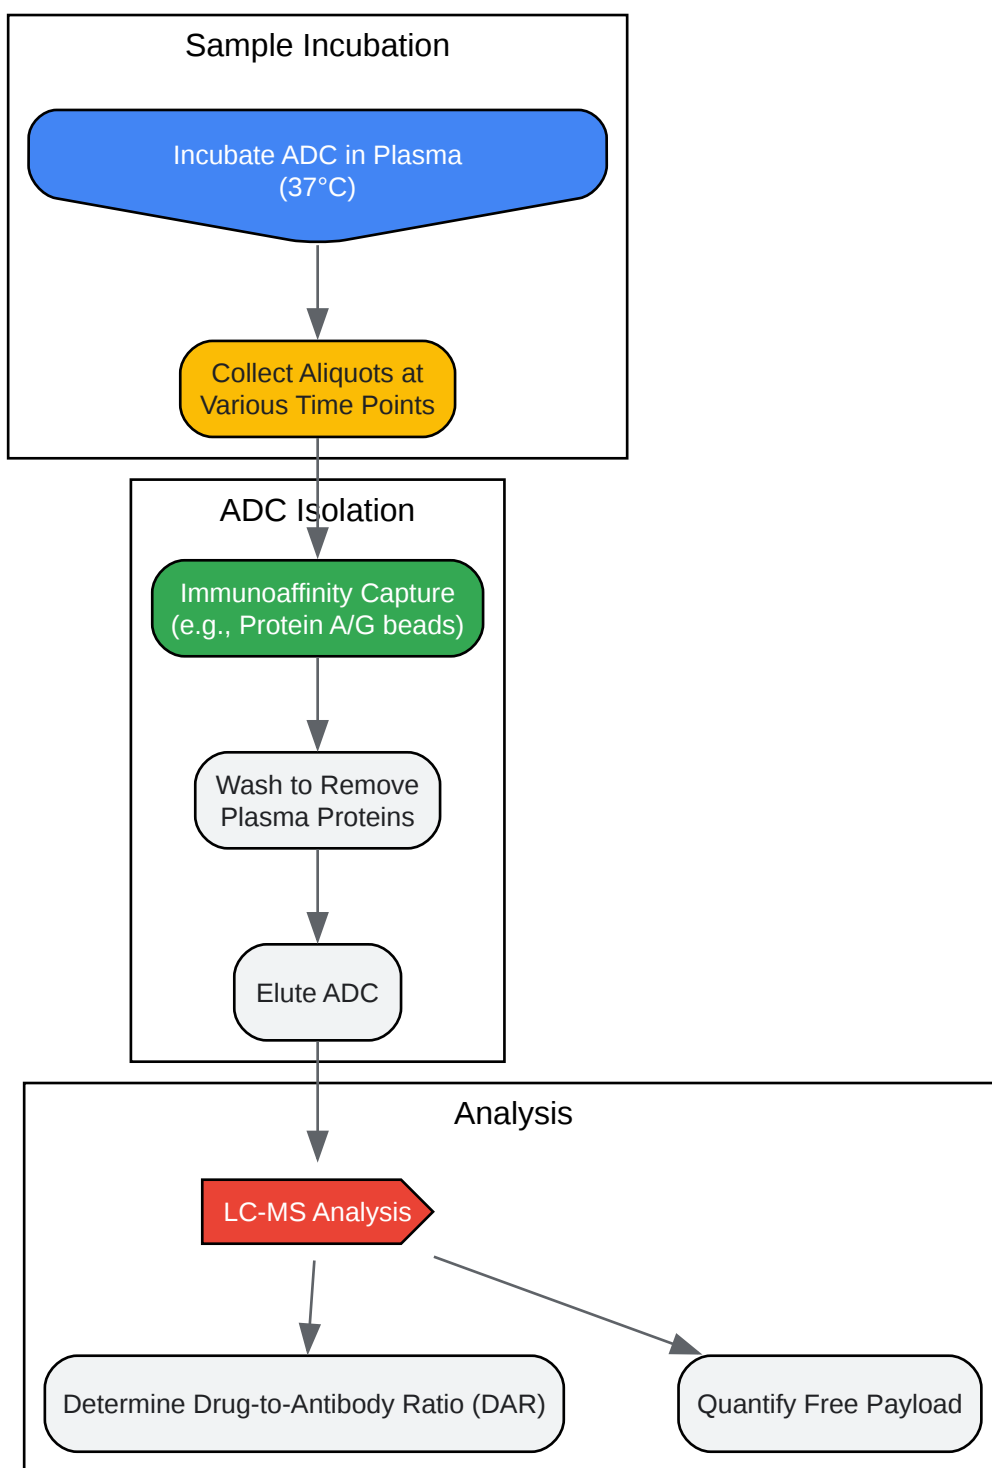 Sample Incubation
Incubate ADC in Plasma
(37°C)
Collect Aliquots at
Various Time Points
ADC Isolation
Immunoaffinity Capture
(e.g., Protein A/G beads)
Wash to Remove
Plasma Proteins
Elute ADC
Analysis
LC-MS Analysis
Determine Drug-to-Antibody Ratio (DAR)
Quantify Free Payload